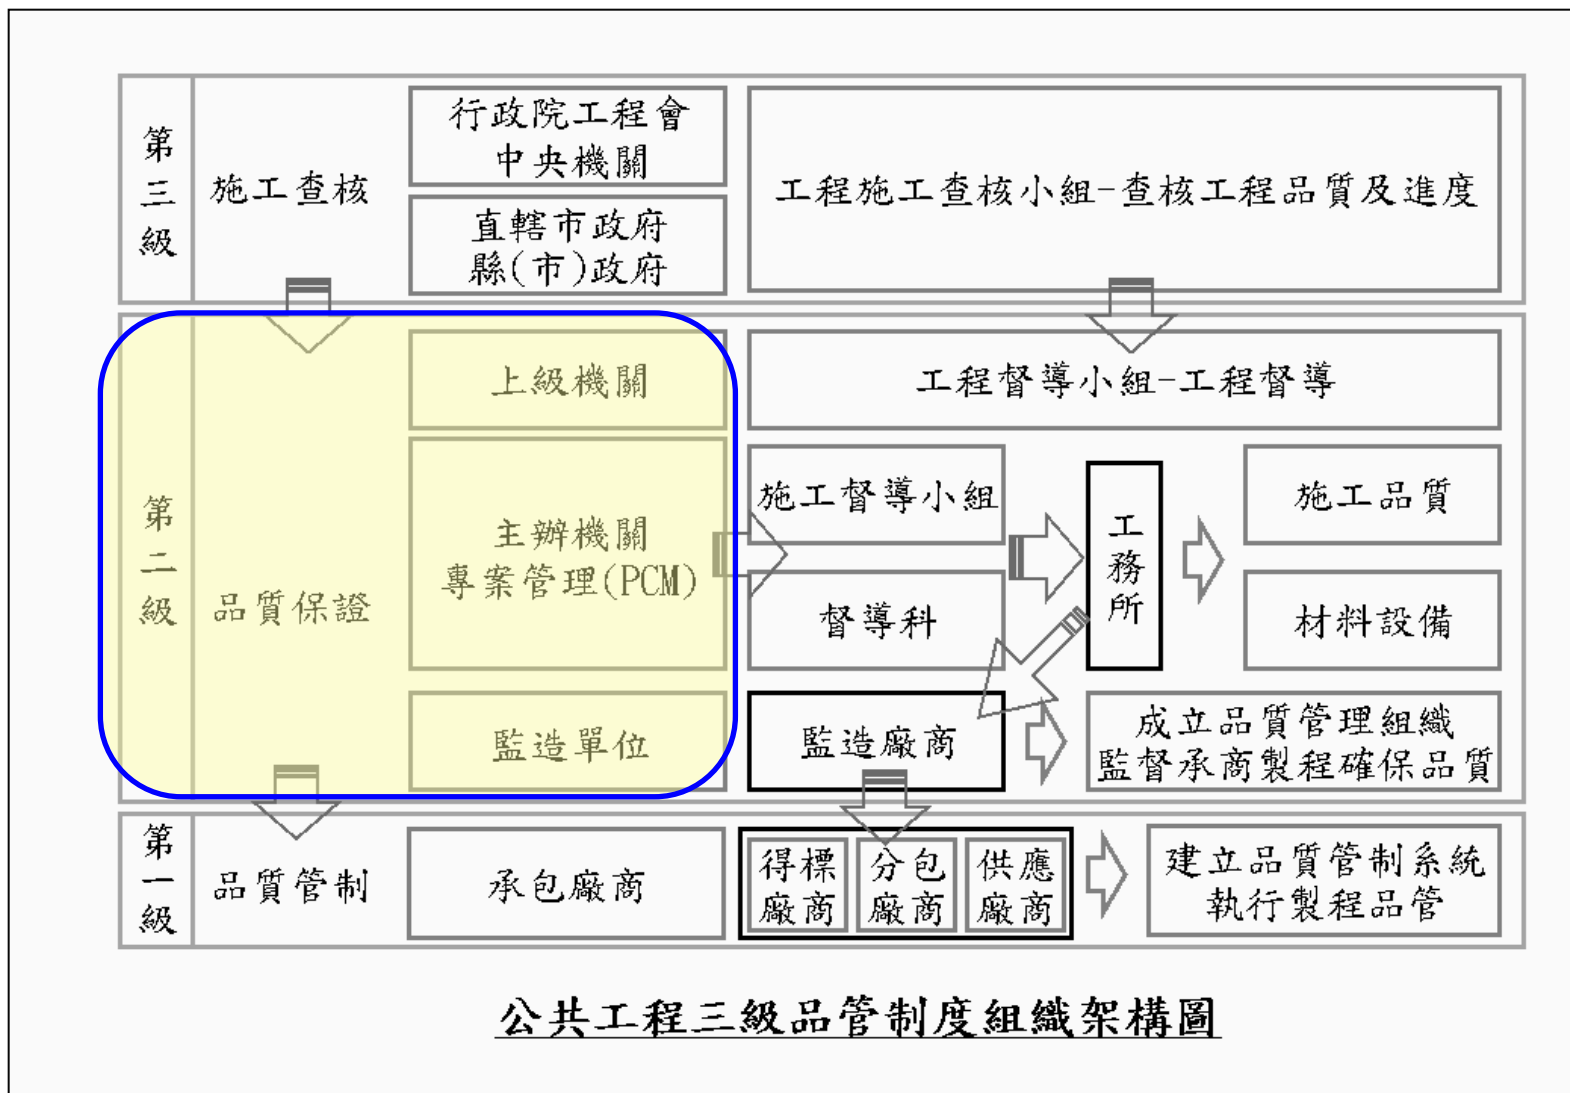 第三級
施工查核
行政院工程會
中央機關
直轄市政府
縣(市)政府
工程施工查核小組-查核工程品質及進度
第二級
品質保證
上級機關
工程督導小組-工程督導
主辦機關
專案管理(PCM)
施工督導小組
督導科
工務所
施工品質
材料設備
監造單位
監造廠商
成立品質管理組織
監督承商製程確保品質
第一級
品質管制
承包廠商
得標
廠商
分包
廠商
供應
廠商
建立品質管制系統
執行製程品管
公共工程三級品管制度組織架構圖